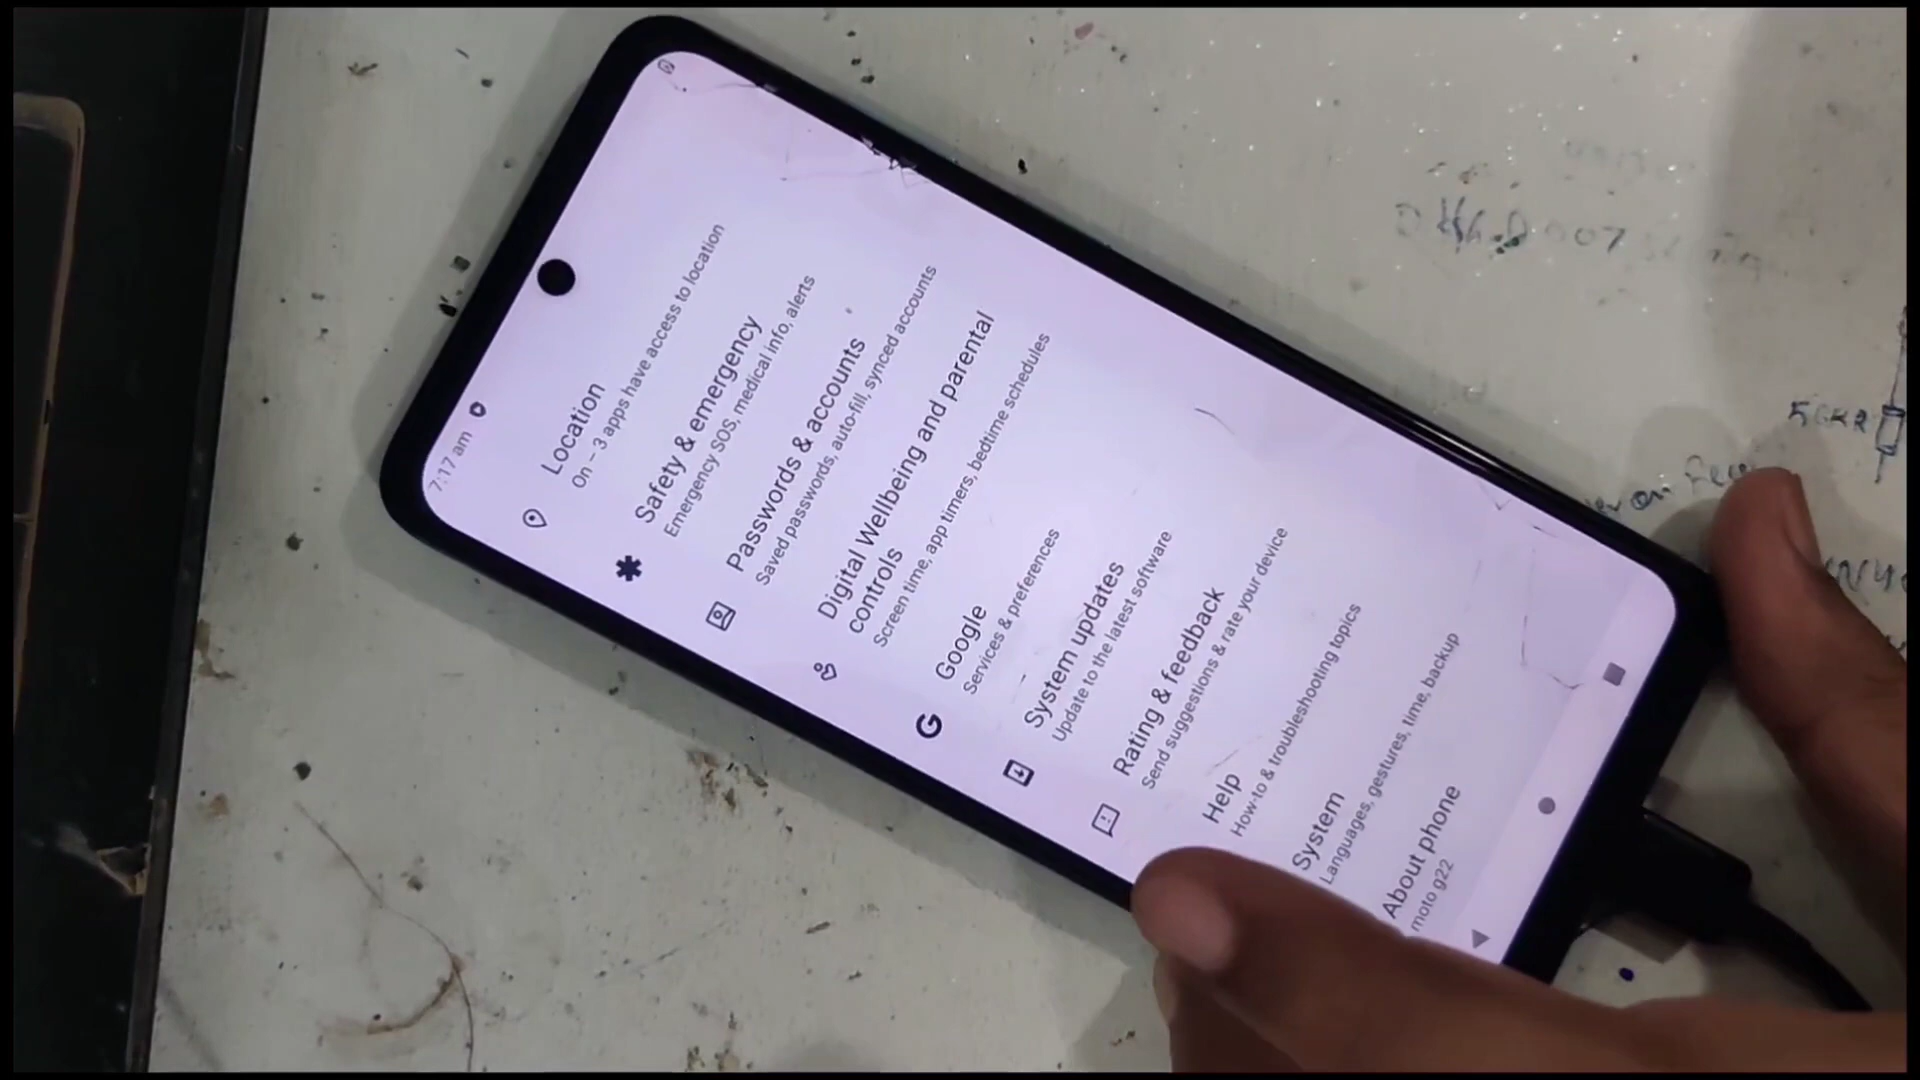 7:17 am
Location
On – 3 apps have access to location
Safety & emergency
Emergency SOS, medical info, alerts
Passwords & accounts
Saved passwords, auto-fill, synced accounts
Digital Wellbeing and parental
controls
Screen time, app timers, bedtime schedules
G
Google
Services & preferences
System updates
Update to the latest software
Rating & feedback
Send suggestions & rate your device
Help
How-to & troubleshooting topics
System
Languages, gestures, time, backup
About phone
moto g22